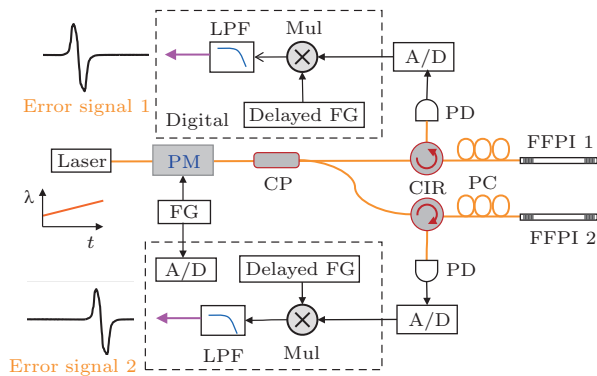 LPF
Mul
A/D
Error signal 1
Digital
Delayed FG
PD
FFPI 1
Laser
PM
CP
CIR
PC
λ
t
FG
FFPI 2
A/D
Delayed FG
PD
LPF
Mul
A/D
Error signal 2